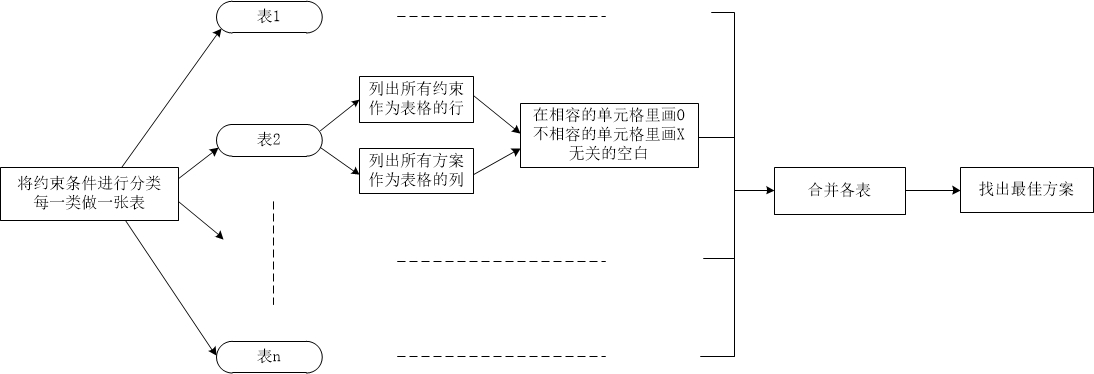 表1
列出所有约束
作为表格的行
表2
在相容的单元格里画O
不相容的单元格里画X
无关的空白
列出所有方案
作为表格的列
将约束条件进行分类
每一类做一张表
合并各表
找出最佳方案
表n